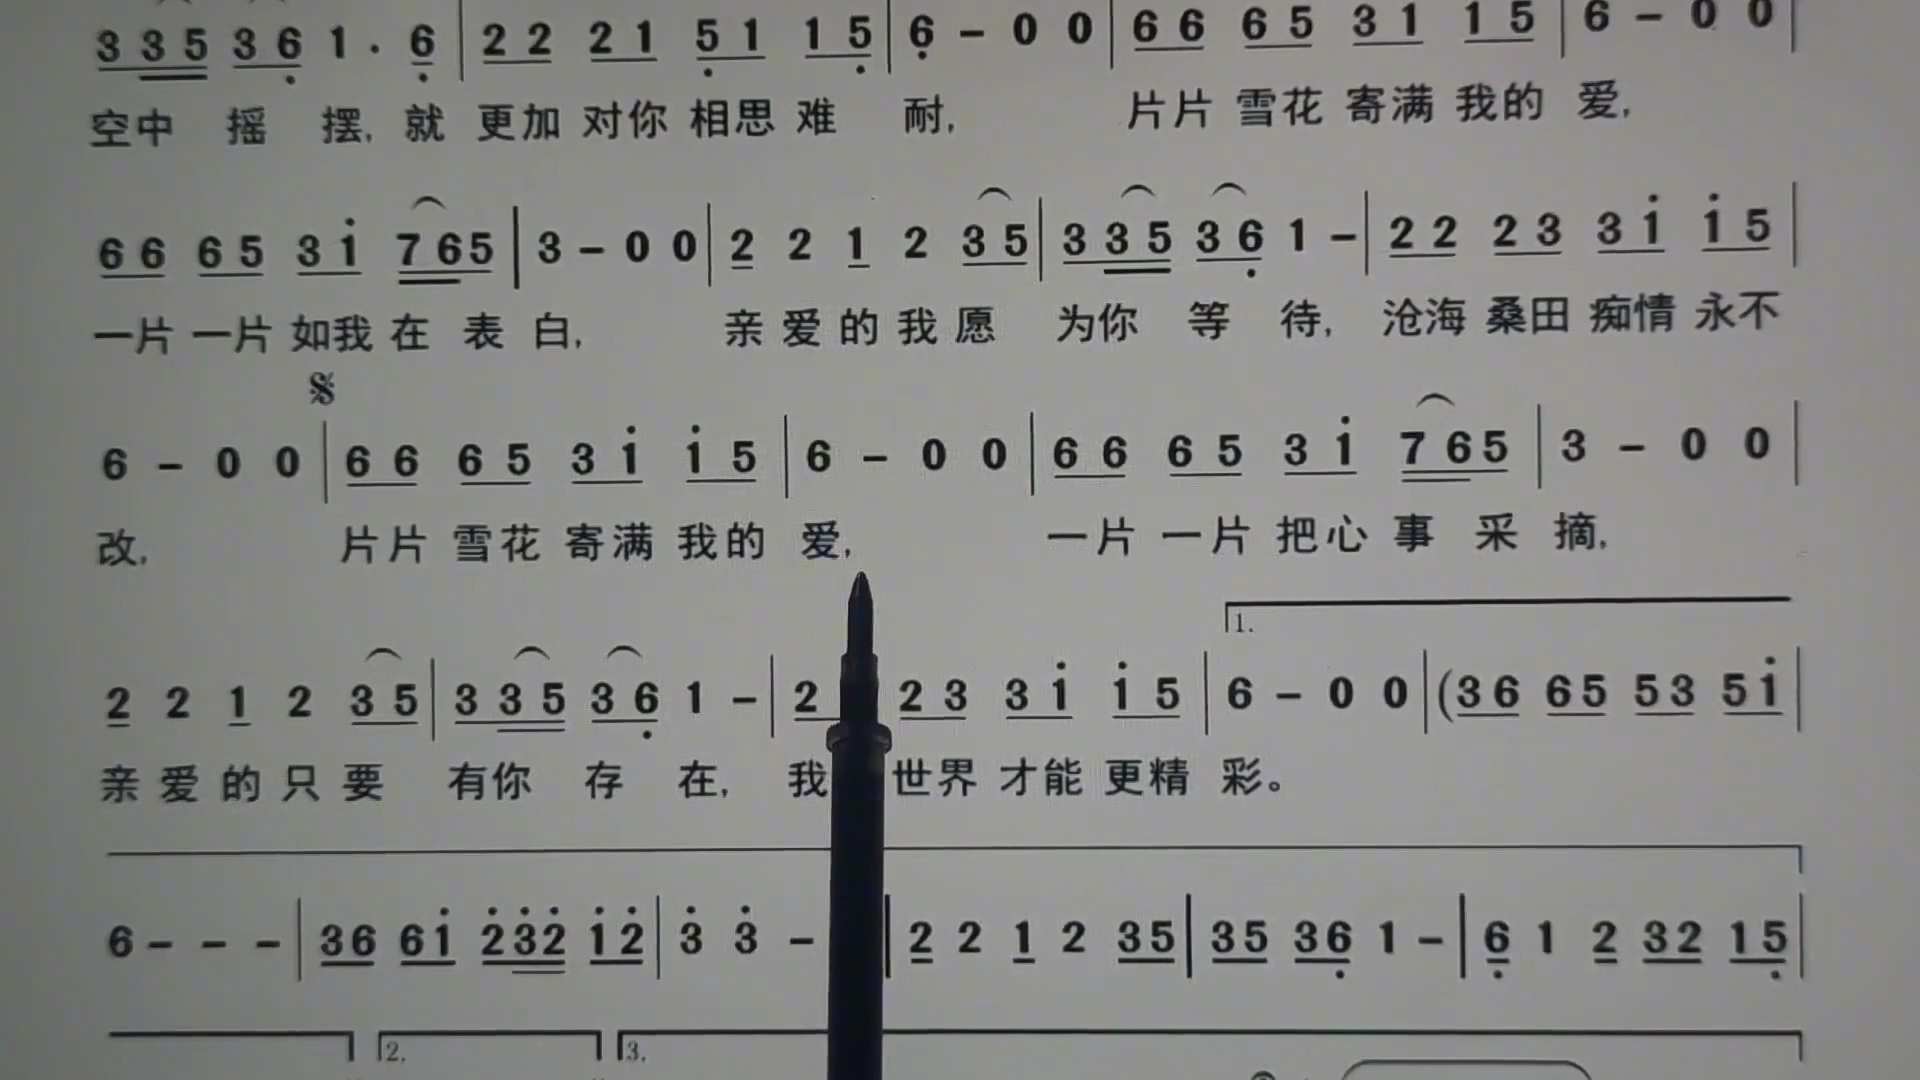 3 3 5 3 6̣ 1 · 6̣ | 2 2 2 1 5̣ 1 1 5̣ | 6̣ – 0 0 | 6 6 6 5 3 1 1 5 | 6 – 0 0 |
空中 摇 摆, 就 更加 对你 相思 难 耐, 片片 雪花 寄满 我的 爱,
6 6 6 5 3 1̇ 7 6 5 | 3 – 0 0 | 2 2 1 2 3 5 | 3 3 5 3 6̣ 1 – | 2 2 2 3 3 1̇ 1̇ 5 |
一片 一片 如我 在 表 白, 亲 爱 的 我 愿 为你 等 待, 沧海 桑田 痴情 永不
𝄋
6 – 0 0 | 6 6 6 5 3 1̇ 1̇ 5 | 6 – 0 0 | 6 6 6 5 3 1̇ 7 6 5 | 3 – 0 0 |
改, 片片 雪花 寄满 我的 爱, 一片 一片 把心 事 采 摘,
1.
2 2 1 2 3 5 | 3 3 5 3 6̣ 1 – | 2 2 3 3 1̇ 1̇ 5 | 6 – 0 0 | (3 6 6 5 5 3 5 1̇ |
亲 爱 的 只 要 有你 存 在, 我 世界 才能 更精 彩。
6 – – – | 3 6 6 1̇ 2̇ 3̇ 2̇ 1̇ 2̇ | 3̇ 3̇ – | 2 2 1 2 3 5 | 3 5 3 6̣ 1 – | 6̣ 1 2 3 2 1 5̣ |
2. 3.